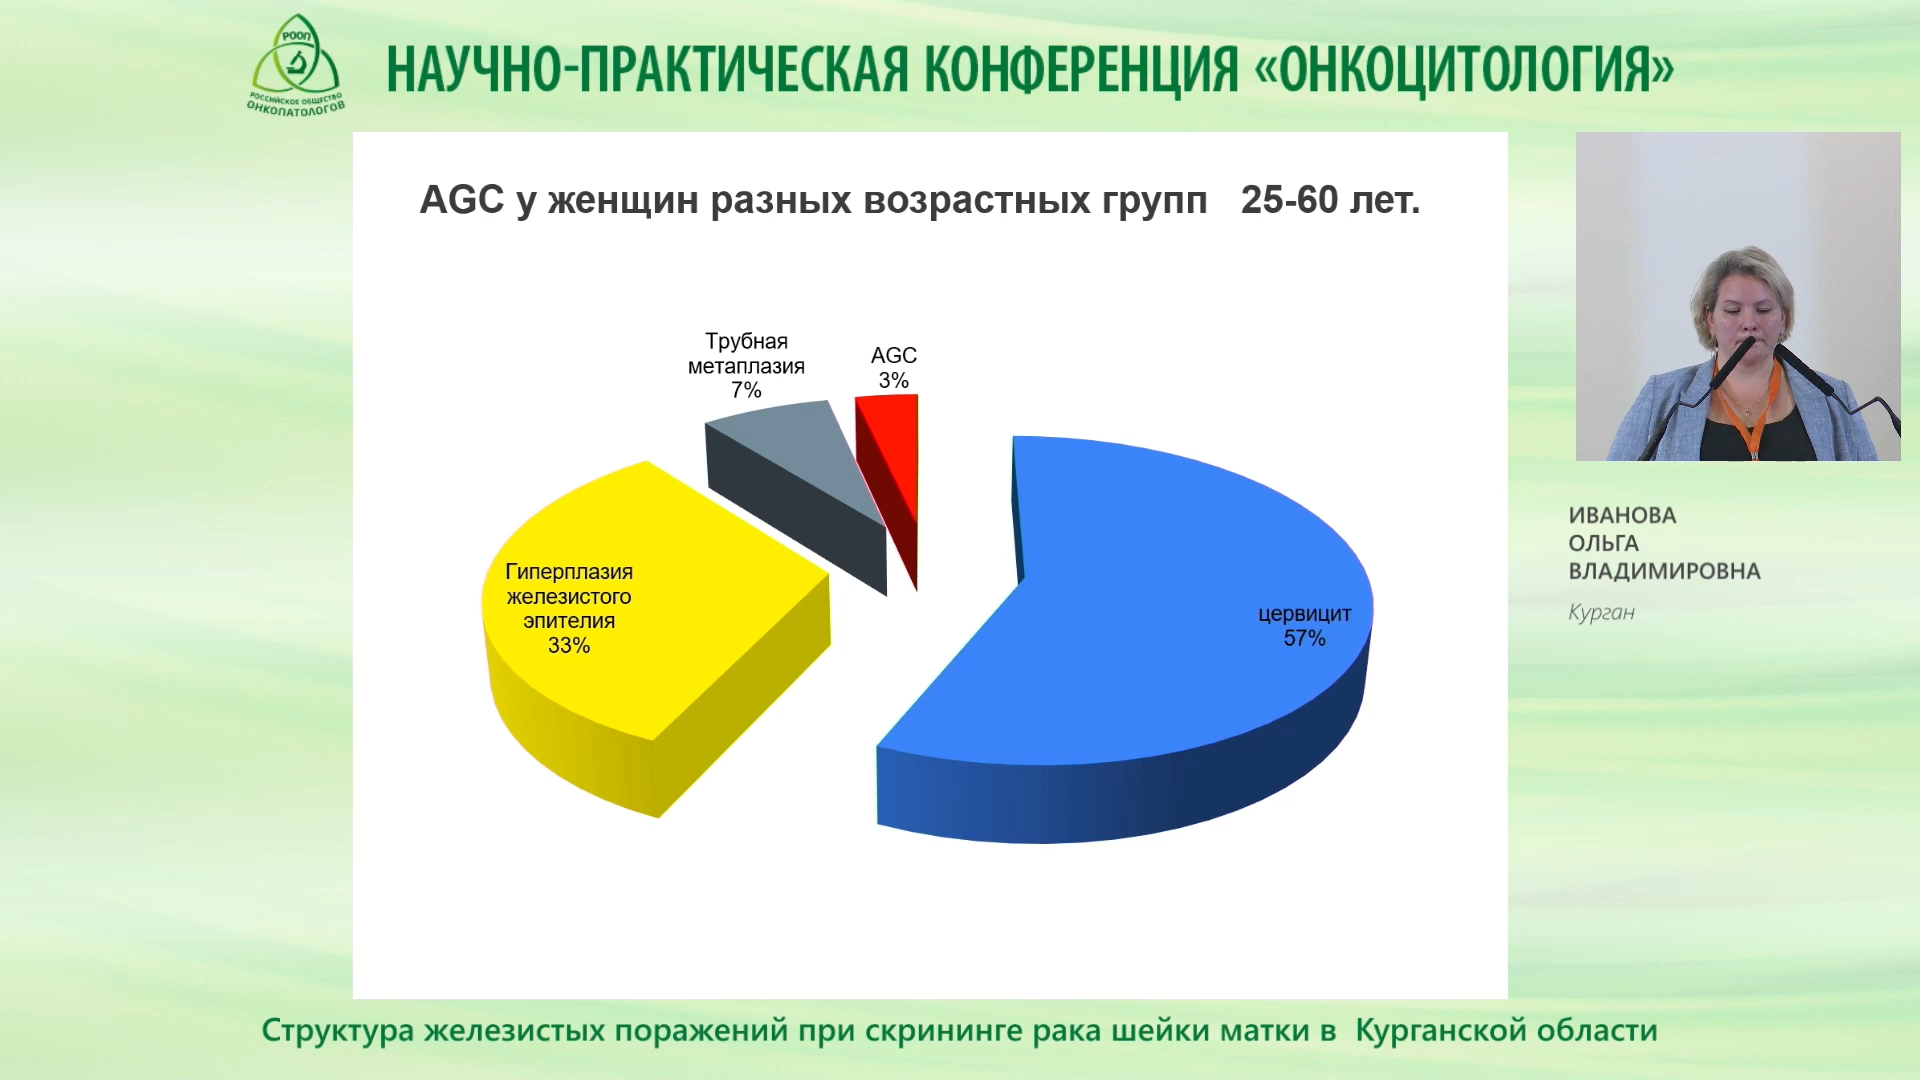 РООП
РОССИЙСКОЕ ОБЩЕСТВО
ОНКОПАТОЛОГОВ
НАУЧНО-ПРАКТИЧЕСКАЯ КОНФЕРЕНЦИЯ «ОНКОЦИТОЛОГИЯ»
AGC у женщин разных возрастных групп 25-60 лет.
Трубная
метаплазия
7%
AGC
3%
Гиперплазия
железистого
эпителия
33%
цервицит
57%
ИВАНОВА
ОЛЬГА
ВЛАДИМИРОВНА
Курган
Структура железистых поражений при скрининге рака шейки матки в Курганской области